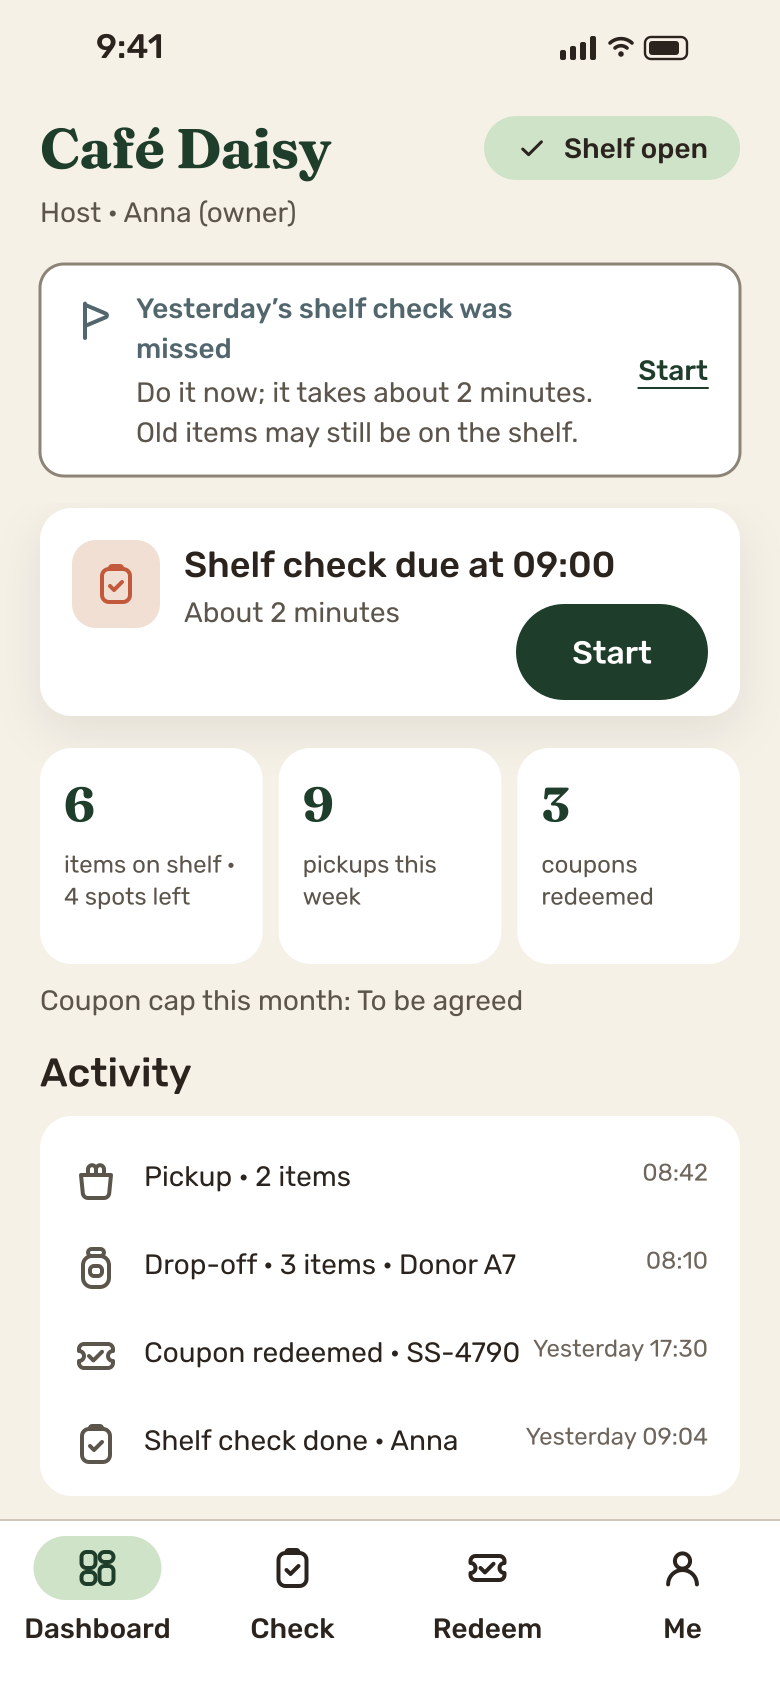 9:41
Café Daisy
Shelf open
Host • Anna (owner)
Yesterday’s shelf check was
missed
Do it now; it takes about 2 minutes.
Old items may still be on the shelf.
Start
Shelf check due at 09:00
About 2 minutes
Start
6
items on shelf •
4 spots left
9
pickups this
week
3
coupons
redeemed
Coupon cap this month: To be agreed
Activity
Pickup • 2 items 08:42
Drop-off • 3 items • Donor A7 08:10
Coupon redeemed • SS-4790 Yesterday 17:30
Shelf check done • Anna Yesterday 09:04
Dashboard Check Redeem Me